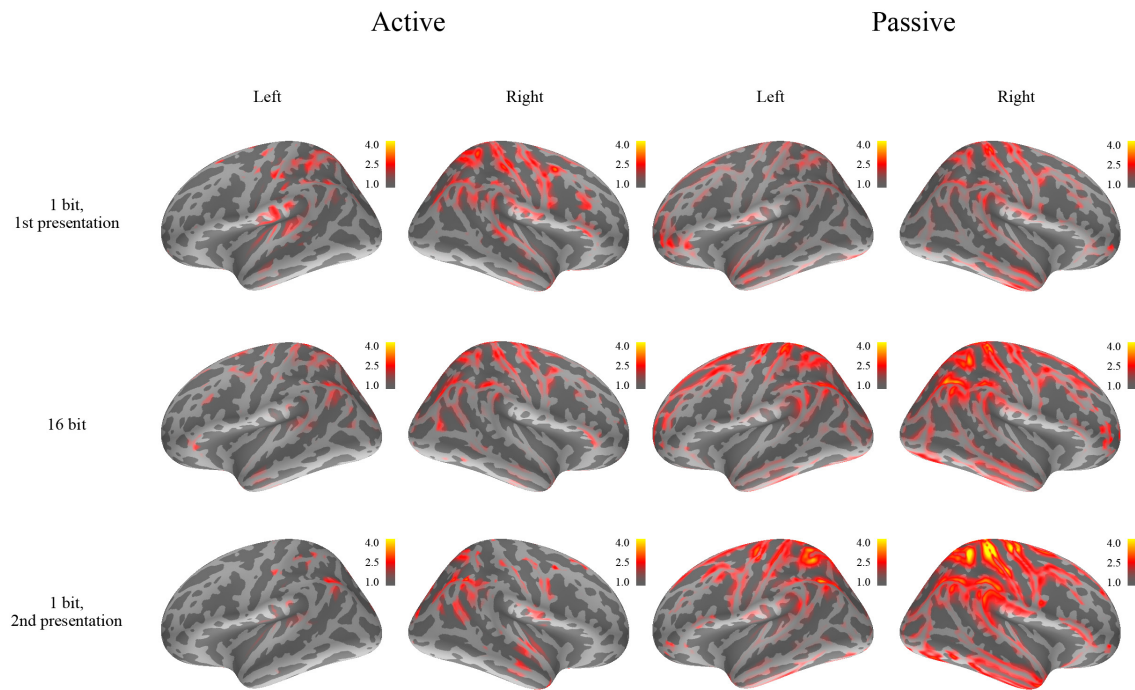 Active Passive
Left Right Left Right
4.0 4.0 4.0 4.0
2.5 2.5 2.5 2.5
1.0 1.0 1.0 1.0
1 bit,
1st presentation
4.0 4.0 4.0 4.0
2.5 2.5 2.5 2.5
1.0 1.0 1.0 1.0
16 bit
4.0 4.0 4.0 4.0
2.5 2.5 2.5 2.5
1.0 1.0 1.0 1.0
1 bit,
2nd presentation